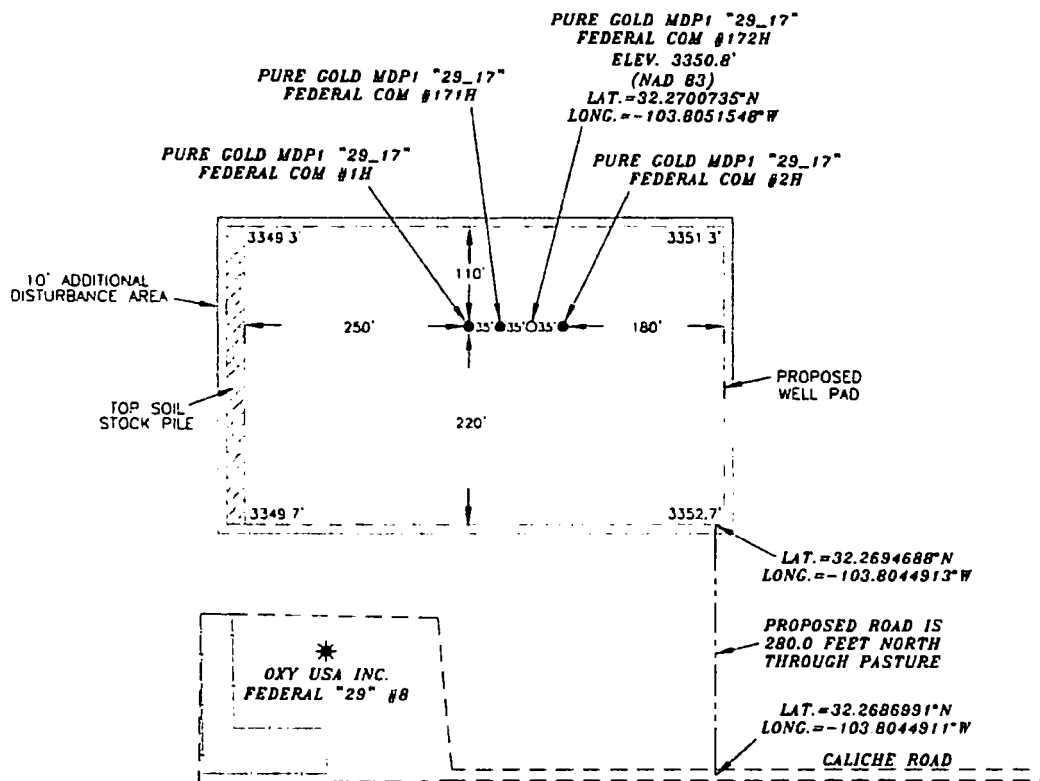 PURE GOLD MDP1 "29_17"
FEDERAL COM #172H
ELEV. 3350.8'
(NAD 83)
LAT.=32.2700735°N
LONG.=-103.8051548°W
PURE GOLD MDP1 "29_17"
FEDERAL COM #171H
PURE GOLD MDP1 "29_17"
FEDERAL COM #1H
PURE GOLD MDP1 "29_17"
FEDERAL COM #2H
3349.3'
3351.3'
110'
10' ADDITIONAL
DISTURBANCE AREA
250'
35'
35'
35'
180'
TOP SOIL
STOCK PILE
PROPOSED
WELL PAD
220'
3349.7'
3352.7'
LAT.=32.2694688°N
LONG.=-103.8044913°W
PROPOSED ROAD IS
280.0 FEET NORTH
THROUGH PASTURE
OXY USA INC.
FEDERAL "29" #8
LAT.=32.2686991°N
LONG.=-103.8044911°W
CALICHE ROAD